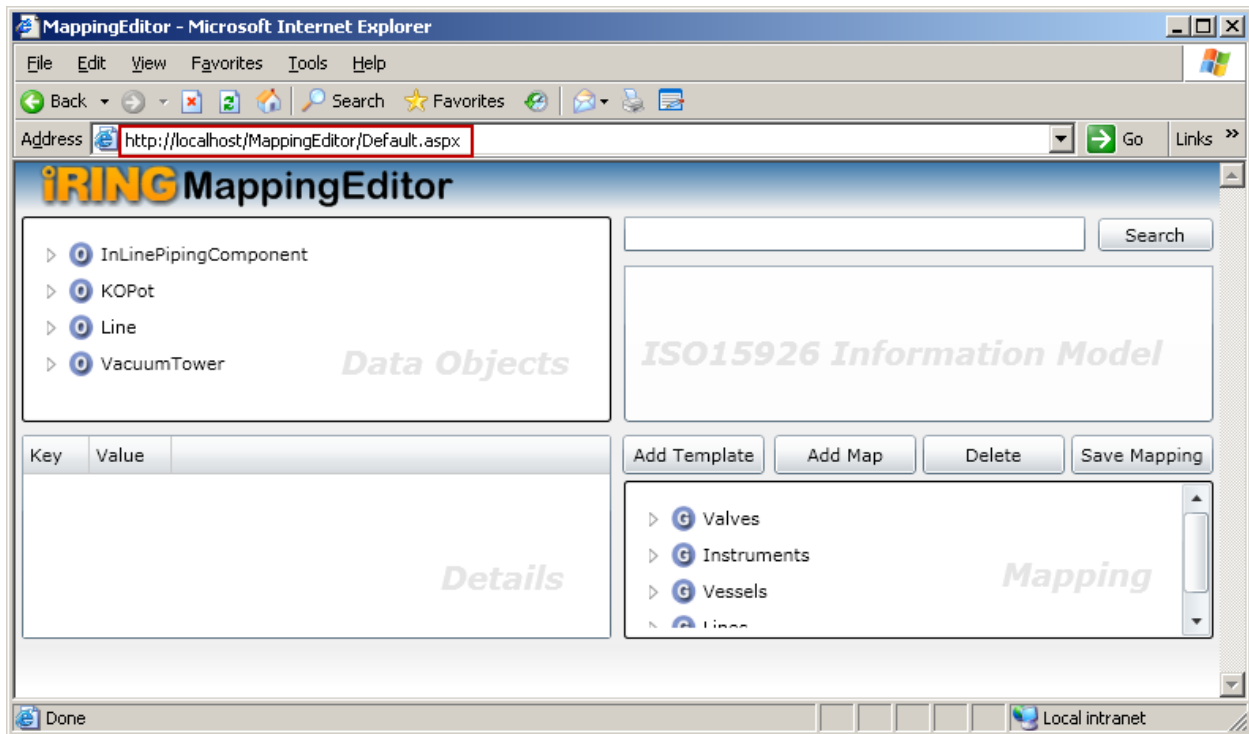 MappingEditor - Microsoft Internet Explorer
File Edit View Favorites Tools Help
Back Search Favorites
Address http://localhost/MappingEditor/Default.aspx Go Links »
iRING MappingEditor
InLinePipingComponent
KOPot
Line
VacuumTower
Data Objects
Search
ISO15926 Information Model
Key Value
Details
Add Template Add Map Delete Save Mapping
G Valves
G Instruments
G Vessels
G Lines
Mapping
Done
Local intranet